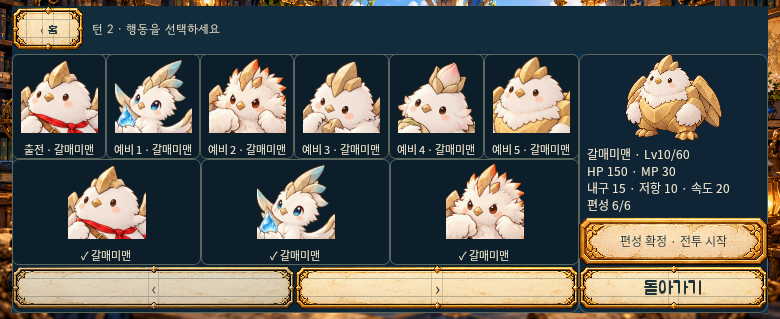 ‹ 홈
턴 2 · 행동을 선택하세요
출전 · 갈매미맨
예비 1 · 갈매미맨
예비 2 · 갈매미맨
예비 3 · 갈매미맨
예비 4 · 갈매미맨
예비 5 · 갈매미맨
갈매미맨 · Lv10/60
HP 150 · MP 30
내구 15 · 저항 10 · 속도 20
편성 6/6
✓ 갈매미맨
✓ 갈매미맨
✓ 갈매미맨
편성 확정 · 전투 시작
‹
›
돌아가기